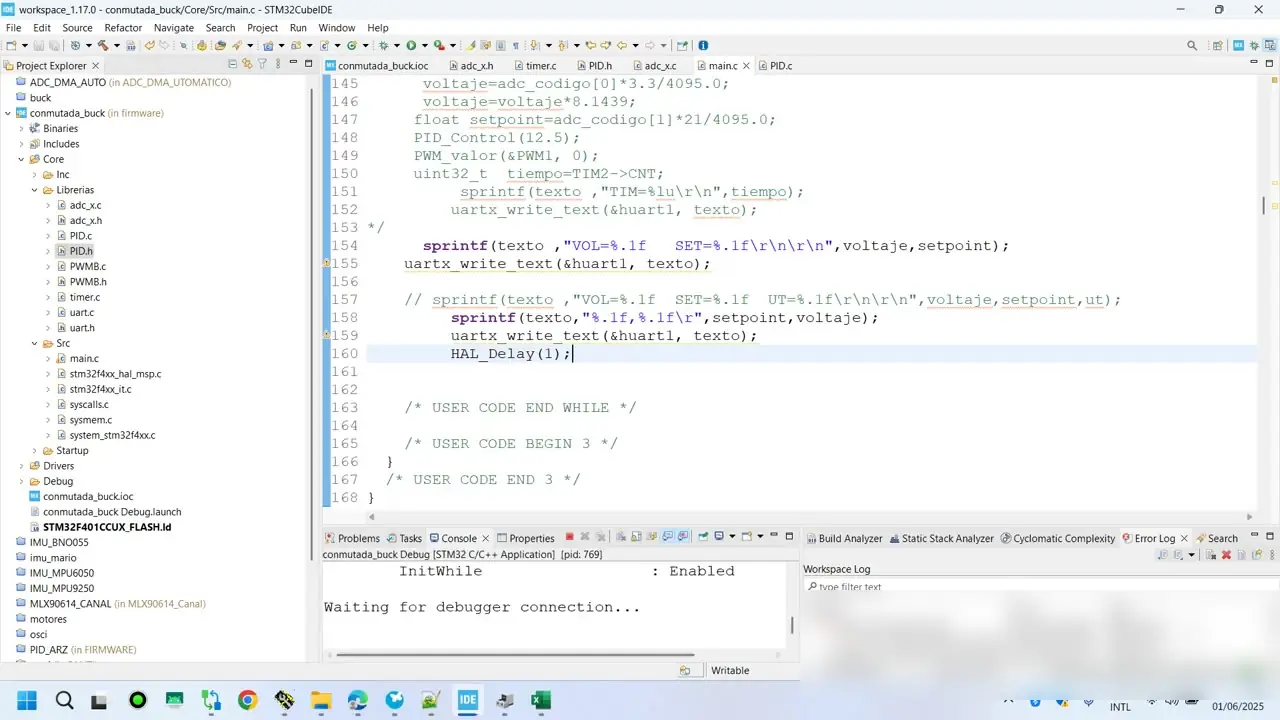 workspace_1.17.0 - conmutada_buck/Core/Src/main.c - STM32CubeIDE
File Edit Source Refactor Navigate Search Project Run Window Help
Project Explorer
ADC_DMA_AUTO (in ADC_DMA_UTOMATICO)
buck
conmutada_buck (in firmware)
Binaries
Includes
Core
Inc
Librerias
adc_x.c
adc_x.h
PID.c
PID.h
PWMB.c
PWMB.h
timer.c
uart.c
uart.h
Src
main.c
stm32f4xx_hal_msp.c
stm32f4xx_it.c
syscalls.c
sysmem.c
system_stm32f4xx.c
Startup
Drivers
Debug
conmutada_buck.ioc
conmutada_buck Debug.launch
STM32F401CCUX_FLASH.ld
IMU_BNO055
imu_mario
IMU_MPU6050
IMU_MPU9250
MLX90614_CANAL (in MLX90614_Canal)
motores
osci
PID_ARZ (in FIRMWARE)
conmutada_buck.ioc adc_x.h timer.c PID.h adc_x.c main.c PID.c
145 voltaje=adc_codigo[0]*3.3/4095.0;
146 voltaje=voltaje*8.1439;
147 float setpoint=adc_codigo[1]*21/4095.0;
148 PID_Control(12.5);
149 PWM_valor(&PWM1, 0);
150 uint32_t tiempo=TIM2->CNT;
151 sprintf(texto ,"TIM=%lu\r\n",tiempo);
152 uartx_write_text(&huart1, texto);
153 */
154 sprintf(texto ,"VOL=%.1f SET=%.1f\r\n\r\n",voltaje,setpoint);
155 uartx_write_text(&huart1, texto);
156
157 // sprintf(texto ,"VOL=%.1f SET=%.1f UT=%.1f\r\n\r\n",voltaje,setpoint,ut);
158 sprintf(texto,"%.1f,%.1f\r",setpoint,voltaje);
159 uartx_write_text(&huart1, texto);
160 HAL_Delay(1);
161
162
163 /* USER CODE END WHILE */
164
165 /* USER CODE BEGIN 3 */
166 }
167 /* USER CODE END 3 */
168 }
Problems Tasks Console Properties
conmutada_buck Debug [STM32 C/C++ Application] [pid: 769]
InitWhile : Enabled
Waiting for debugger connection...
Build Analyzer Static Stack Analyzer Cyclomatic Complexity Error Log Search
Workspace Log
type filter text
Writable
IDE
INTL
01/06/2025